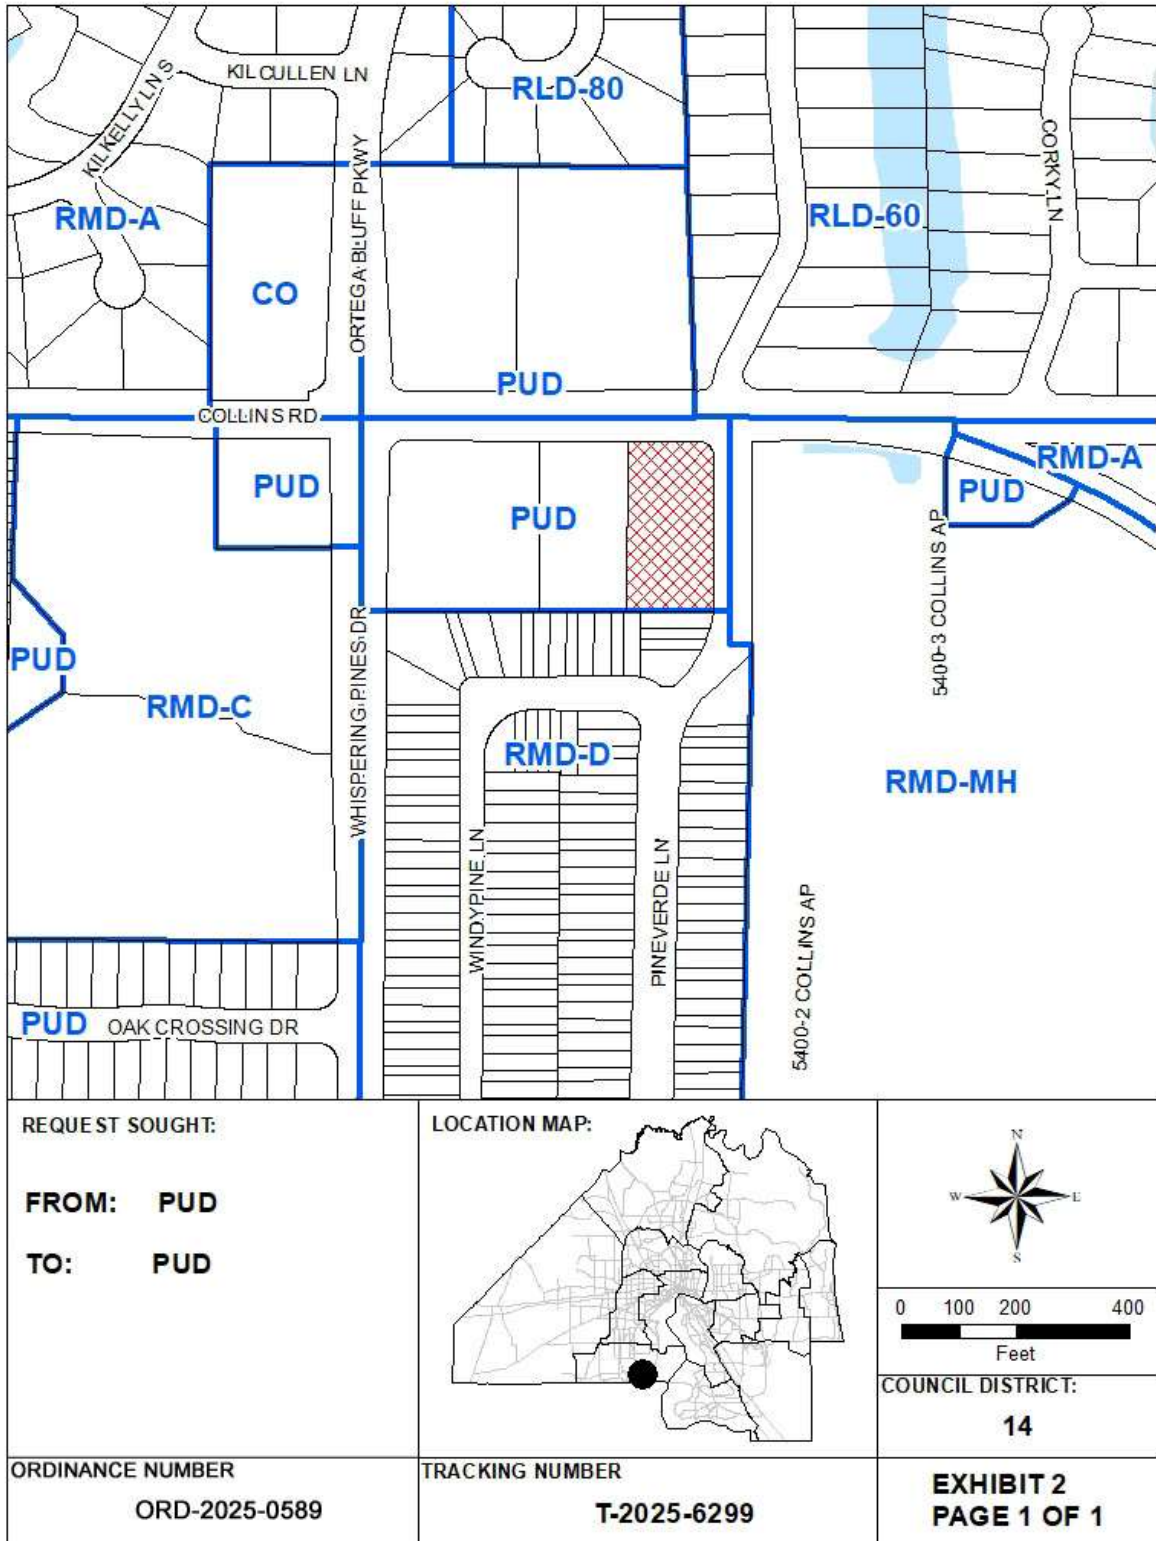 KILKELLY LN S
KILCULLEN LN
RLD-80
ORTEGA BLUFF PKWY
CORKY LN
RMD-A
RLD-60
CO
PUD
COLLINS RD
PUD
PUD
RMD-A
PUD
5400-3 COLLINS AP
PUD
RMD-C
WHISPERING PINES DR
RMD-D
RMD-MH
WINDYPINE LN
PINEVERDE LN
5400-2 COLLINS AP
PUD
OAK CROSSING DR
REQUEST SOUGHT:
FROM: PUD
TO: PUD
LOCATION MAP:
N
W E
S
0 100 200 400
Feet
COUNCIL DISTRICT:
14
ORDINANCE NUMBER
ORD-2025-0589
TRACKING NUMBER
T-2025-6299
EXHIBIT 2
PAGE 1 OF 1